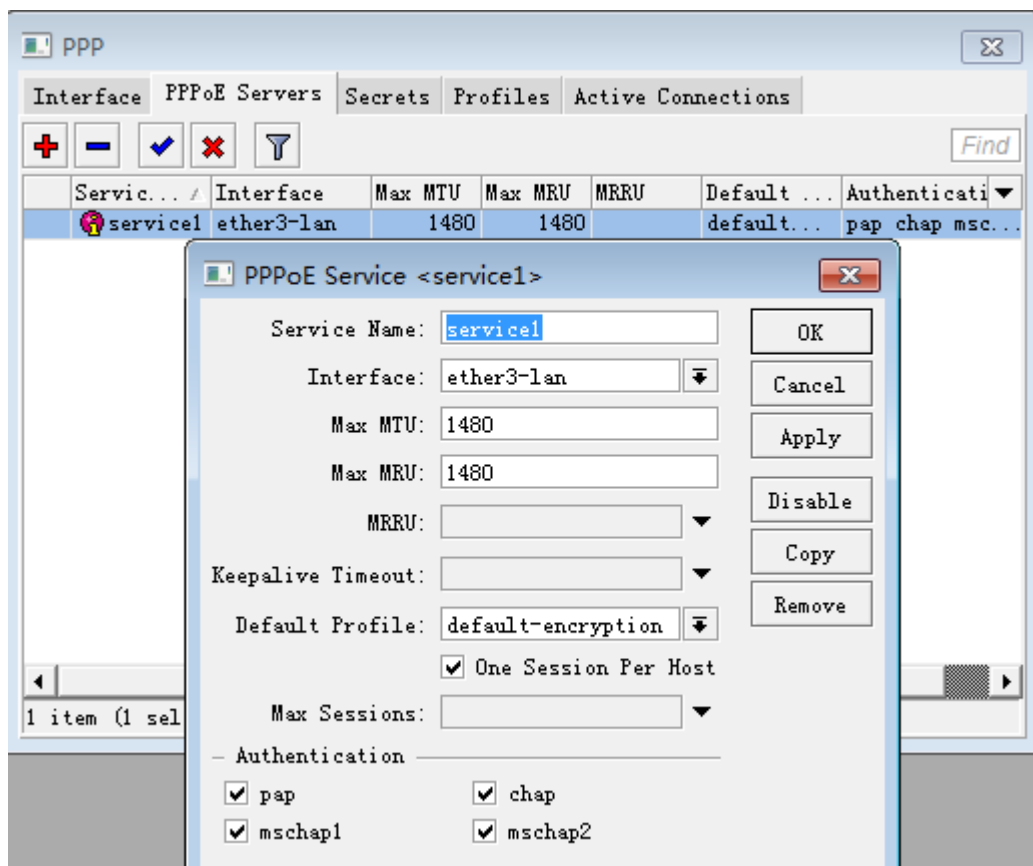 PPP
Interface PPPoE Servers Secrets Profiles Active Connections
Find
Servic... Interface Max MTU Max MRU MRRU Default ... Authenticati
service1 ether3-lan 1480 1480 default... pap chap msc...
PPPoE Service <service1>
Service Name: service1 OK
Interface: ether3-lan Cancel
Max MTU: 1480 Apply
Max MRU: 1480
MRRU: Disable
Keepalive Timeout: Copy
Default Profile: default-encryption Remove
One Session Per Host
1 item (1 sel
Max Sessions:
Authentication
pap chap
mschap1 mschap2